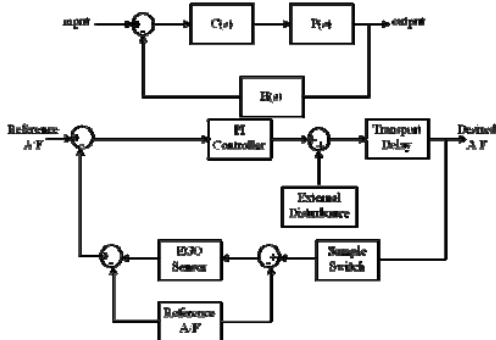 input
C(s)
P(s)
output
H(s)
Reference
A/F
PI
Controller
Transport
Delay
Desired
A/F
External
Disturbance
EGO
Sensor
Sample
Switch
Reference
A/F